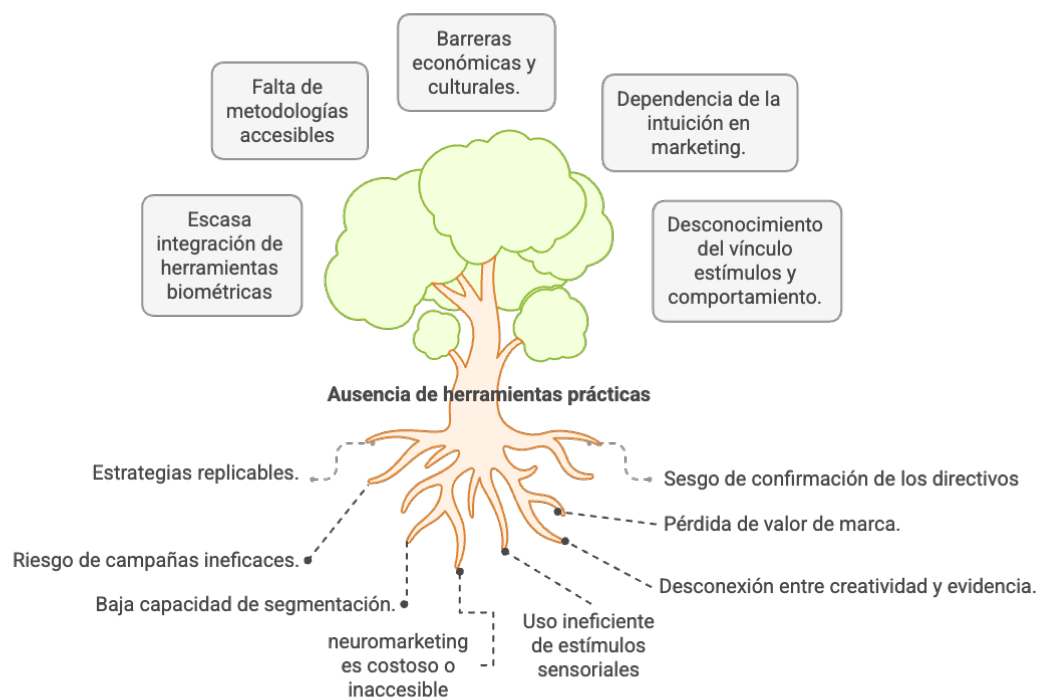 Barreras
económicas y
culturales.
Falta de
metodologías
accesibles
Dependencia de la
intuición en
marketing.
Escasa
integración de
herramientas
biométricas
Desconocimiento
del vínculo
estímulos y
comportamiento.
Ausencia de herramientas prácticas
Estrategias replicables.
Sesgo de confirmación de los directivos
Pérdida de valor de marca.
Riesgo de campañas ineficaces.
Desconexión entre creatividad y evidencia.
Baja capacidad de segmentación.
Uso ineficiente
de estímulos
sensoriales
neuromarketing
es costoso o
inaccesible